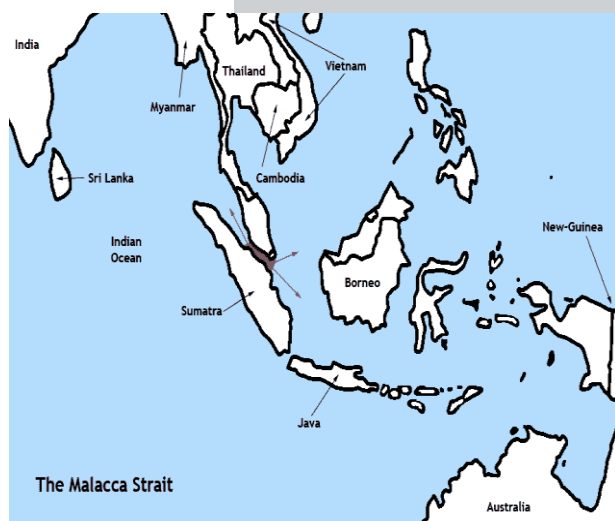 India
Vietnam
Thailand
Myanmar
Sri Lanka
Cambodia
New-Guinea
Indian
Ocean
Borneo
Sumatra
Java
The Malacca Strait
Australia